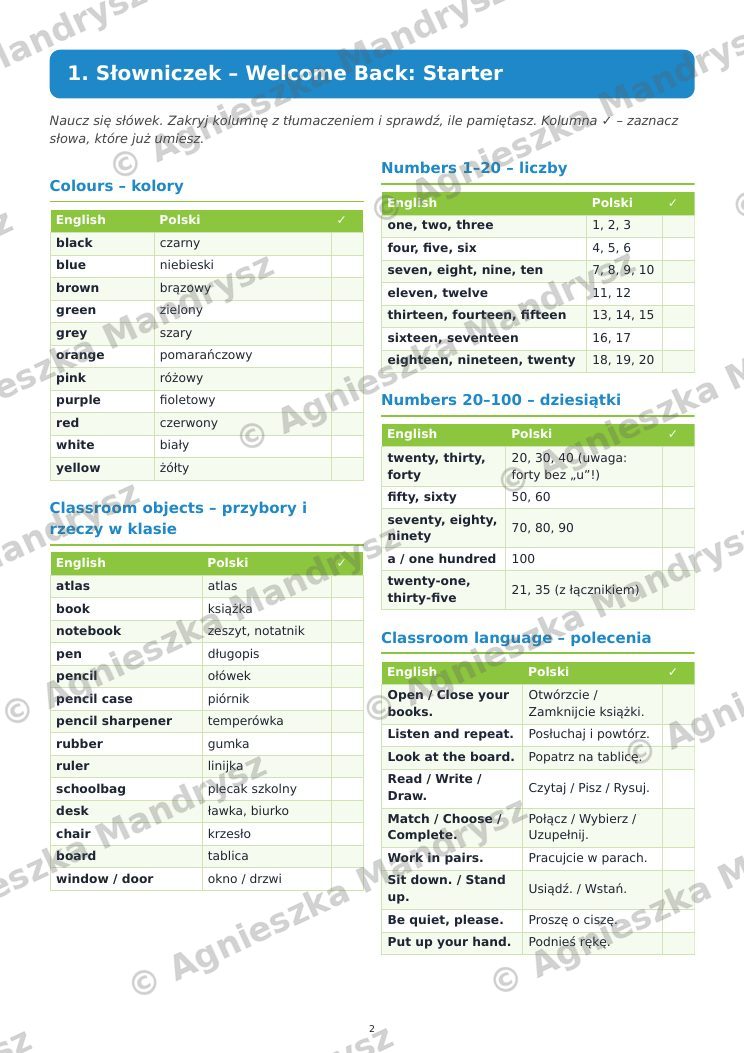 1. Słowniczek – Welcome Back: Starter
Naucz się słówek. Zakryj kolumnę z tłumaczeniem i sprawdź, ile pamiętasz. Kolumna ✓ – zaznacz
słowa, które już umiesz.
Colours – kolory
English Polski ✓
black czarny
blue niebieski
brown brązowy
green zielony
grey szary
orange pomarańczowy
pink różowy
purple fioletowy
red czerwony
white biały
yellow żółty
Classroom objects – przybory i
rzeczy w klasie
English Polski ✓
atlas atlas
book książka
notebook zeszyt, notatnik
pen długopis
pencil ołówek
pencil case piórnik
pencil sharpener temperówka
rubber gumka
ruler linijka
schoolbag plecak szkolny
desk ławka, biurko
chair krzesło
board tablica
window / door okno / drzwi
Numbers 1–20 – liczby
English Polski ✓
one, two, three 1, 2, 3
four, five, six 4, 5, 6
seven, eight, nine, ten 7, 8, 9, 10
eleven, twelve 11, 12
thirteen, fourteen, fifteen 13, 14, 15
sixteen, seventeen 16, 17
eighteen, nineteen, twenty 18, 19, 20
Numbers 20–100 – dziesiątki
English Polski ✓
twenty, thirty, 20, 30, 40 (uwaga:
forty forty bez „u”!)
fifty, sixty 50, 60
seventy, eighty,
ninety 70, 80, 90
a / one hundred 100
twenty-one,
thirty-five 21, 35 (z łącznikiem)
Classroom language – polecenia
English Polski ✓
Open / Close your Otwórzcie /
books. Zamknijcie książki.
Listen and repeat. Posłuchaj i powtórz.
Look at the board. Popatrz na tablicę.
Read / Write /
Draw. Czytaj / Pisz / Rysuj.
Match / Choose / Połącz / Wybierz /
Complete. Uzupełnij.
Work in pairs. Pracujcie w parach.
Sit down. / Stand
up. Usiądź. / Wstań.
Be quiet, please. Proszę o ciszę.
Put up your hand. Podnieś rękę.
2
© Agnieszka Mandrysz